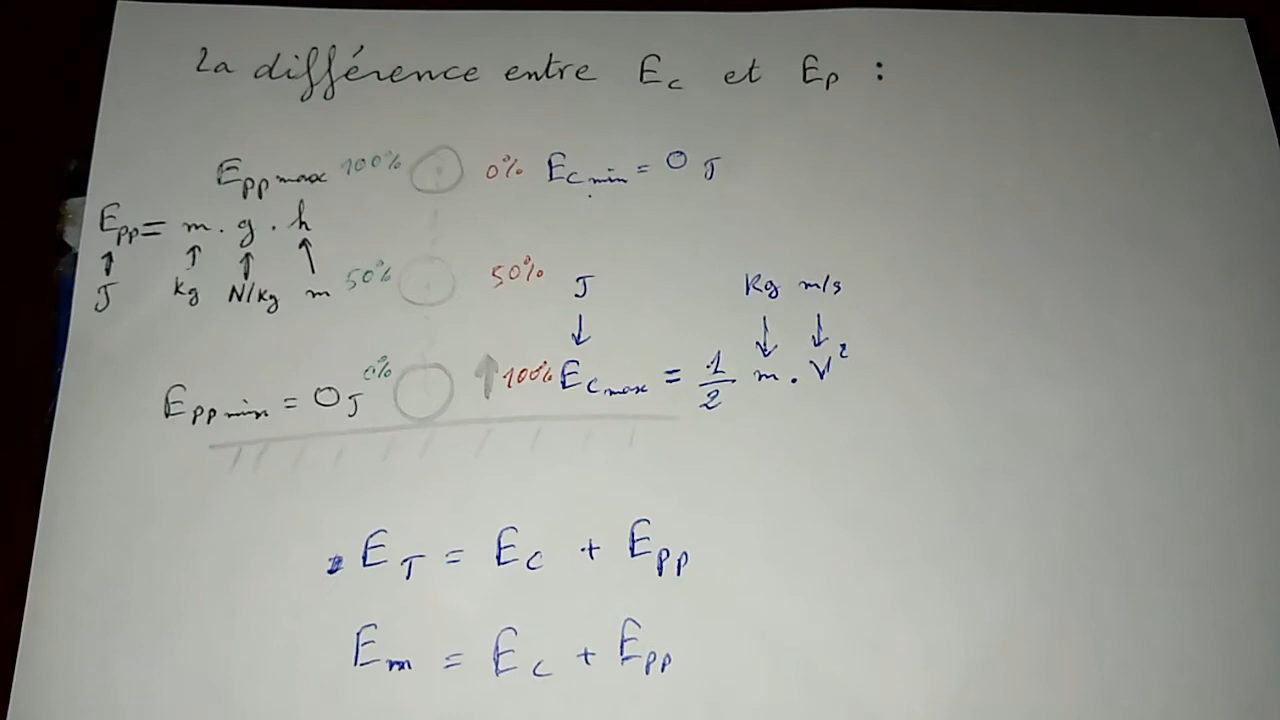 La différence entre Ec et Ep :
Epp max 100% 0% Ec min = 0 J
Epp = m . g . h
J kg N/kg m 50% 50% J Kg m/s
Epp min = 0J 0% 100% Ec max = 1/2 m . V²
ET = Ec + Epp
Em = Ec + Epp